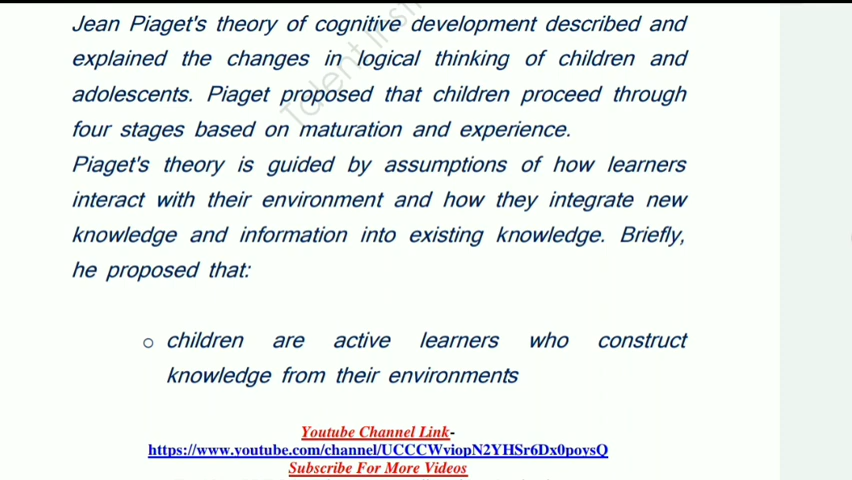 Jean Piaget's theory of cognitive development described and
explained the changes in logical thinking of children and
adolescents. Piaget proposed that children proceed through
four stages based on maturation and experience.
Piaget's theory is guided by assumptions of how learners
interact with their environment and how they integrate new
knowledge and information into existing knowledge. Briefly,
he proposed that:
o children are active learners who construct
knowledge from their environments
Youtube Channel Link-
https://www.youtube.com/channel/UCCCWviopN2YHSr6Dx0povsQ
Subscribe For More Videos
Talent